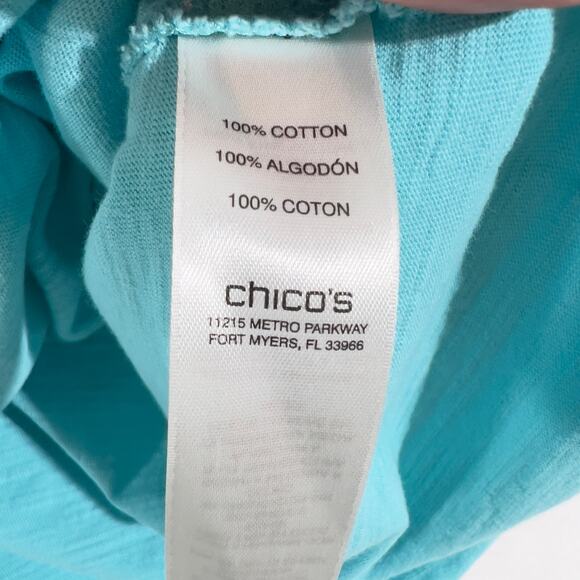 100% COTTON
100% ALGODÓN
100% COTON
chico's
11215 METRO PARKWAY
FORT MYERS, FL 33966